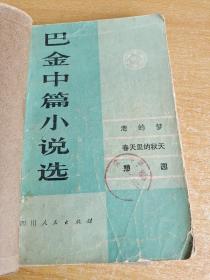 巴金中篇小说选
海的梦
春天里的秋天
憩园
四川人民出版社